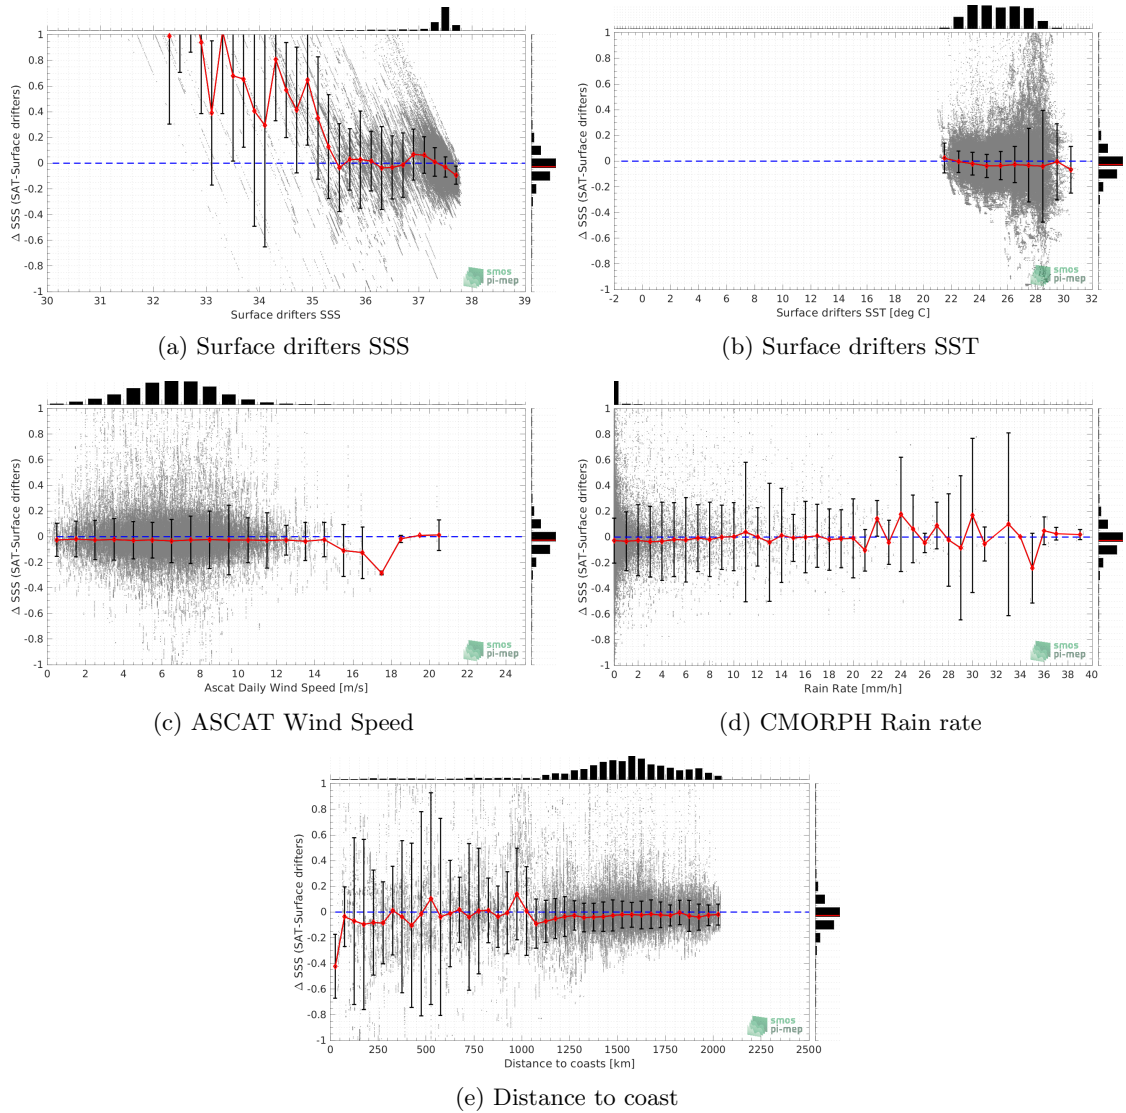 1
0.8
0.6
0.4
0.2
0
-0.2
-0.4
-0.6
-0.8
-1
Δ SSS (SAT-Surface drifters)
30 31 32 33 34 35 36 37 38 39
Surface drifters SSS
smos
pi-mep
(a) Surface drifters SSS
1
0.8
0.6
0.4
0.2
0
-0.2
-0.4
-0.6
-0.8
-1
Δ SSS (SAT-Surface drifters)
-2 0 2 4 6 8 10 12 14 16 18 20 22 24 26 28 30 32
Surface drifters SST [deg C]
smos
pi-mep
(b) Surface drifters SST
1
0.8
0.6
0.4
0.2
0
-0.2
-0.4
-0.6
-0.8
-1
Δ SSS (SAT-Surface drifters)
0 2 4 6 8 10 12 14 16 18 20 22 24
Ascat Daily Wind Speed [m/s]
smos
pi-mep
(c) ASCAT Wind Speed
1
0.8
0.6
0.4
0.2
0
-0.2
-0.4
-0.6
-0.8
-1
Δ SSS (SAT-Surface drifters)
0 2 4 6 8 10 12 14 16 18 20 22 24 26 28 30 32 34 36 38 40
Rain Rate [mm/h]
smos
pi-mep
(d) CMORPH Rain rate
1
0.8
0.6
0.4
0.2
0
-0.2
-0.4
-0.6
-0.8
-1
Δ SSS (SAT-Surface drifters)
0 250 500 750 1000 1250 1500 1750 2000 2250 2500
Distance to coasts [km]
smos
pi-mep
(e) Distance to coast